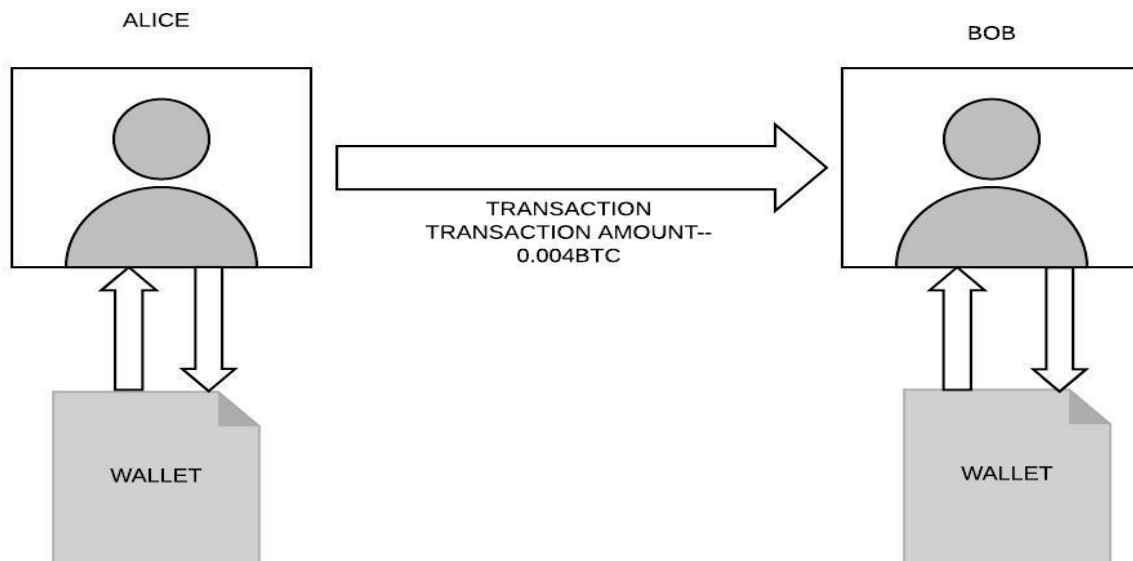 ALICE
BOB
TRANSACTION
TRANSACTION AMOUNT--
0.004BTC
WALLET
WALLET